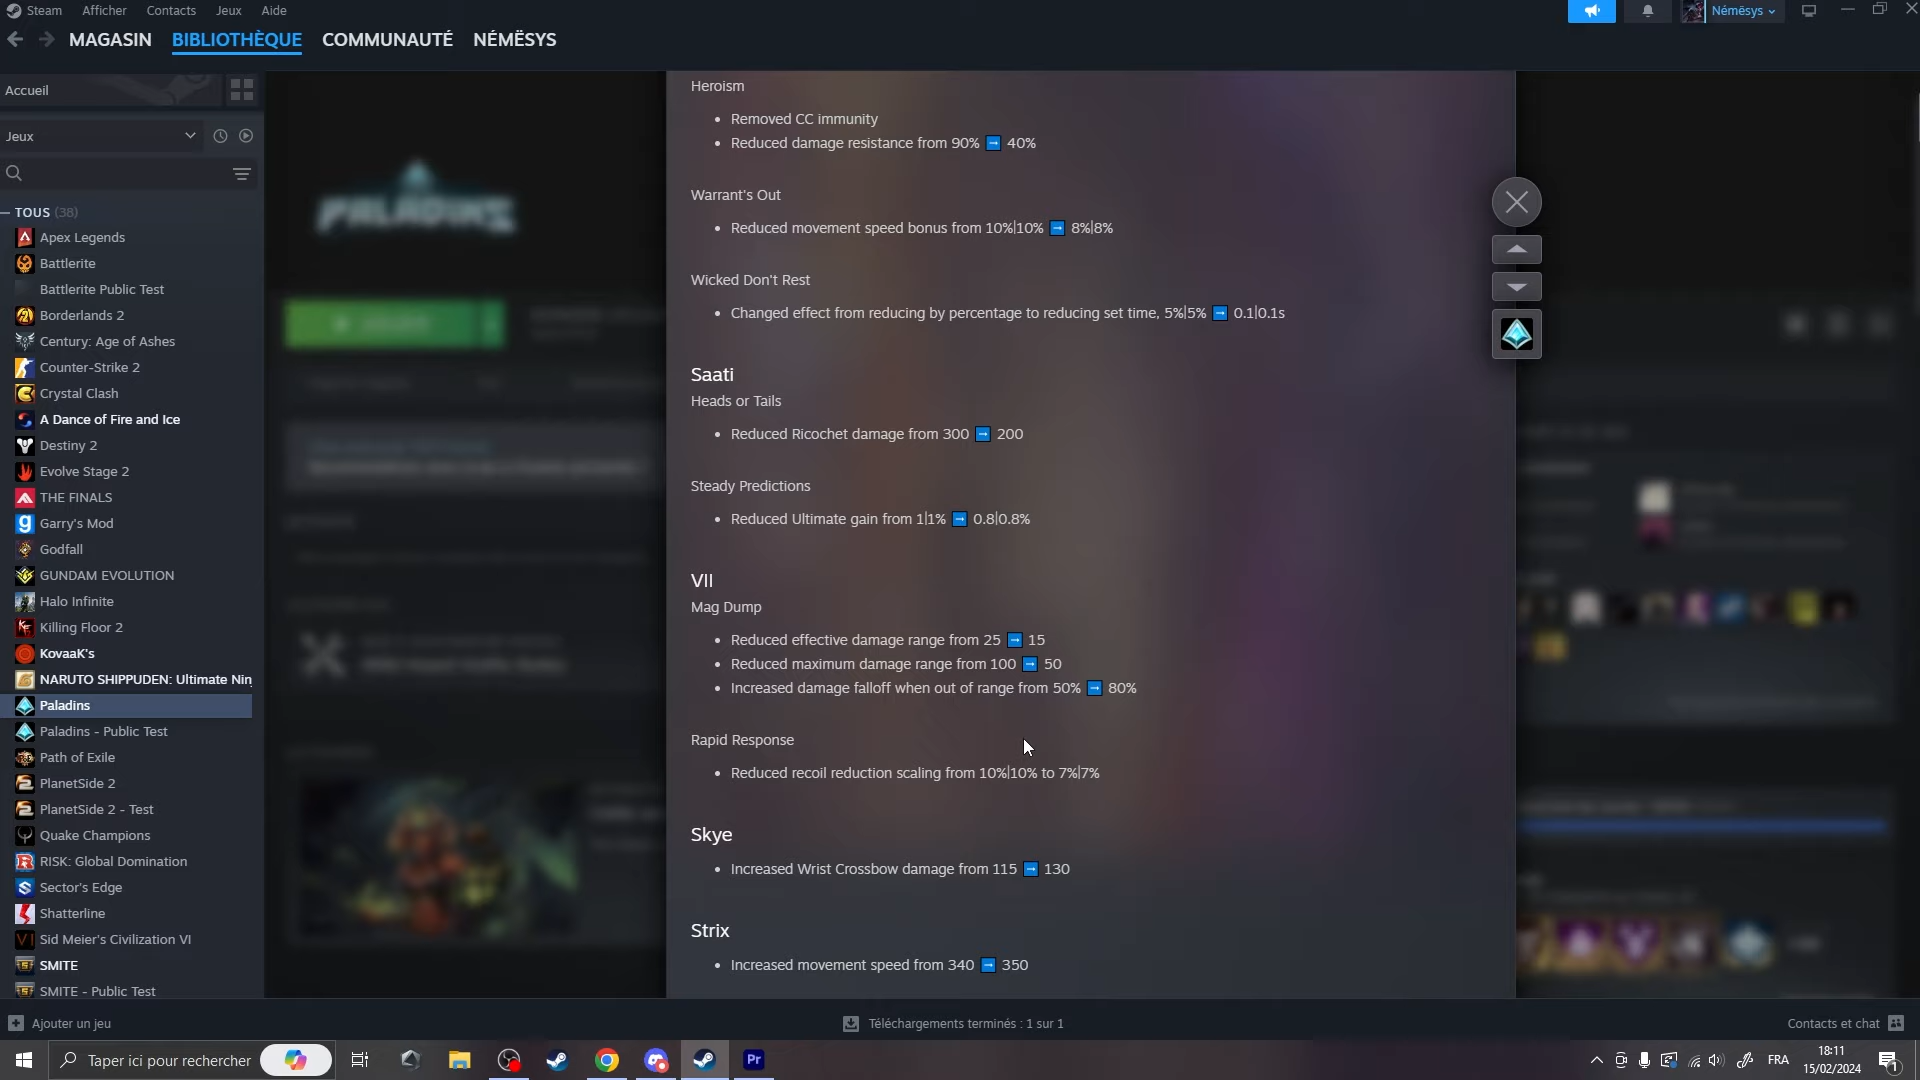 Steam
Afficher
Contacts
Jeux
Aide
Némësys
MAGASIN
BIBLIOTHÈQUE
COMMUNAUTÉ
NÉMËSYS
Accueil
Jeux
— TOUS (38)
Apex Legends
Battlerite
Battlerite Public Test
Borderlands 2
Century: Age of Ashes
Counter-Strike 2
Crystal Clash
A Dance of Fire and Ice
Destiny 2
Evolve Stage 2
THE FINALS
Garry's Mod
Godfall
GUNDAM EVOLUTION
Halo Infinite
Killing Floor 2
KovaaK's
NARUTO SHIPPUDEN: Ultimate Nin
Paladins
Paladins - Public Test
Path of Exile
PlanetSide 2
PlanetSide 2 - Test
Quake Champions
RISK: Global Domination
Sector's Edge
Shatterline
Sid Meier's Civilization VI
SMITE
SMITE - Public Test
PALADINS
Heroism
• Removed CC immunity
• Reduced damage resistance from 90% ➡ 40%
Warrant's Out
• Reduced movement speed bonus from 10%|10% ➡ 8%|8%
Wicked Don't Rest
• Changed effect from reducing by percentage to reducing set time, 5%|5% ➡ 0.1|0.1s
Saati
Heads or Tails
• Reduced Ricochet damage from 300 ➡ 200
Steady Predictions
• Reduced Ultimate gain from 1|1% ➡ 0.8|0.8%
VII
Mag Dump
• Reduced effective damage range from 25 ➡ 15
• Reduced maximum damage range from 100 ➡ 50
• Increased damage falloff when out of range from 50% ➡ 80%
Rapid Response
• Reduced recoil reduction scaling from 10%|10% to 7%|7%
Skye
• Increased Wrist Crossbow damage from 115 ➡ 130
Strix
• Increased movement speed from 340 ➡ 350
Ajouter un jeu
Téléchargements terminés : 1 sur 1
Contacts et chat
Taper ici pour rechercher
Pr
FRA
18:11
15/02/2024
1